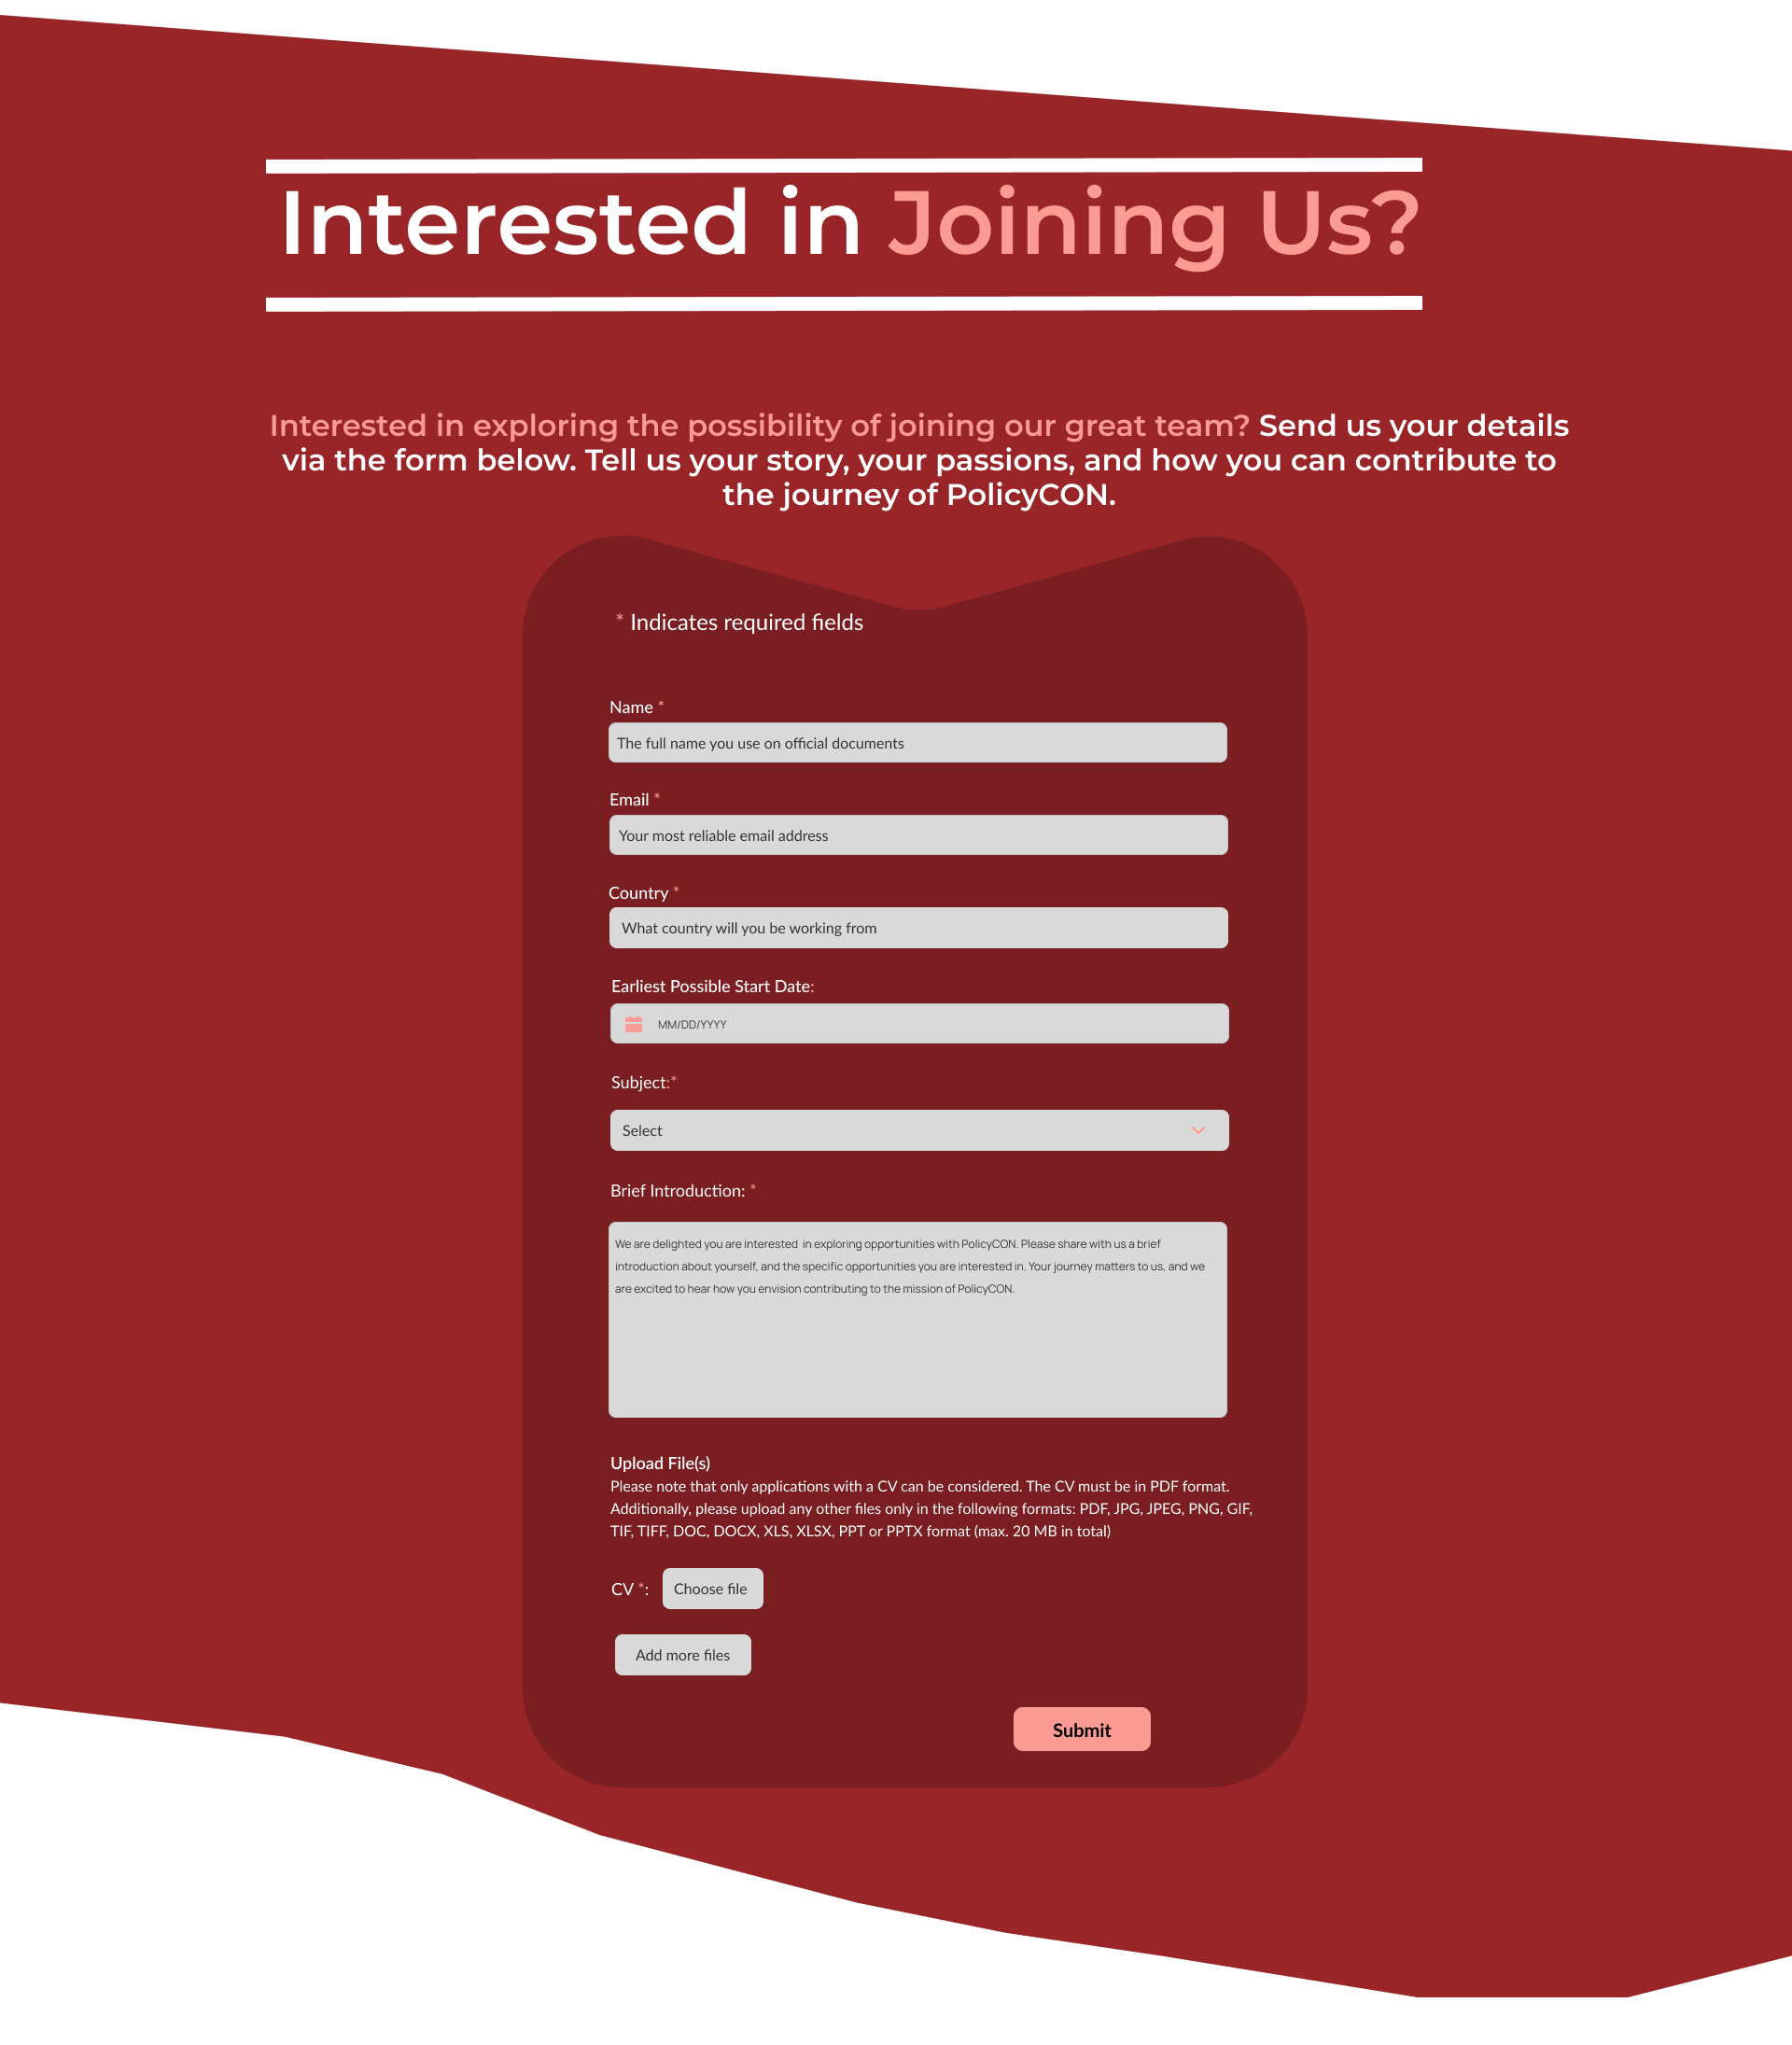 Interested in Joining Us?
Interested in exploring the possibility of joining our great team? Send us your details
via the form below. Tell us your story, your passions, and how you can contribute to
the journey of PolicyCON.
* Indicates required fields
Name *
The full name you use on official documents
Email *
Your most reliable email address
Country *
What country will you be working from
Earliest Possible Start Date:
MM/DD/YYYY
Subject:*
Select
Brief Introduction: *
We are delighted you are interested  in exploring opportunities with PolicyCON. Please share with us a brief
introduction about yourself, and the specific opportunities you are interested in. Your journey matters to us, and we
are excited to hear how you envision contributing to the mission of PolicyCON.
Upload File(s)
Please note that only applications with a CV can be considered. The CV must be in PDF format.
Additionally, please upload any other files only in the following formats: PDF, JPG, JPEG, PNG, GIF,
TIF, TIFF, DOC, DOCX, XLS, XLSX, PPT or PPTX format (max. 20 MB in total)
CV *: Choose file
Add more files
Submit